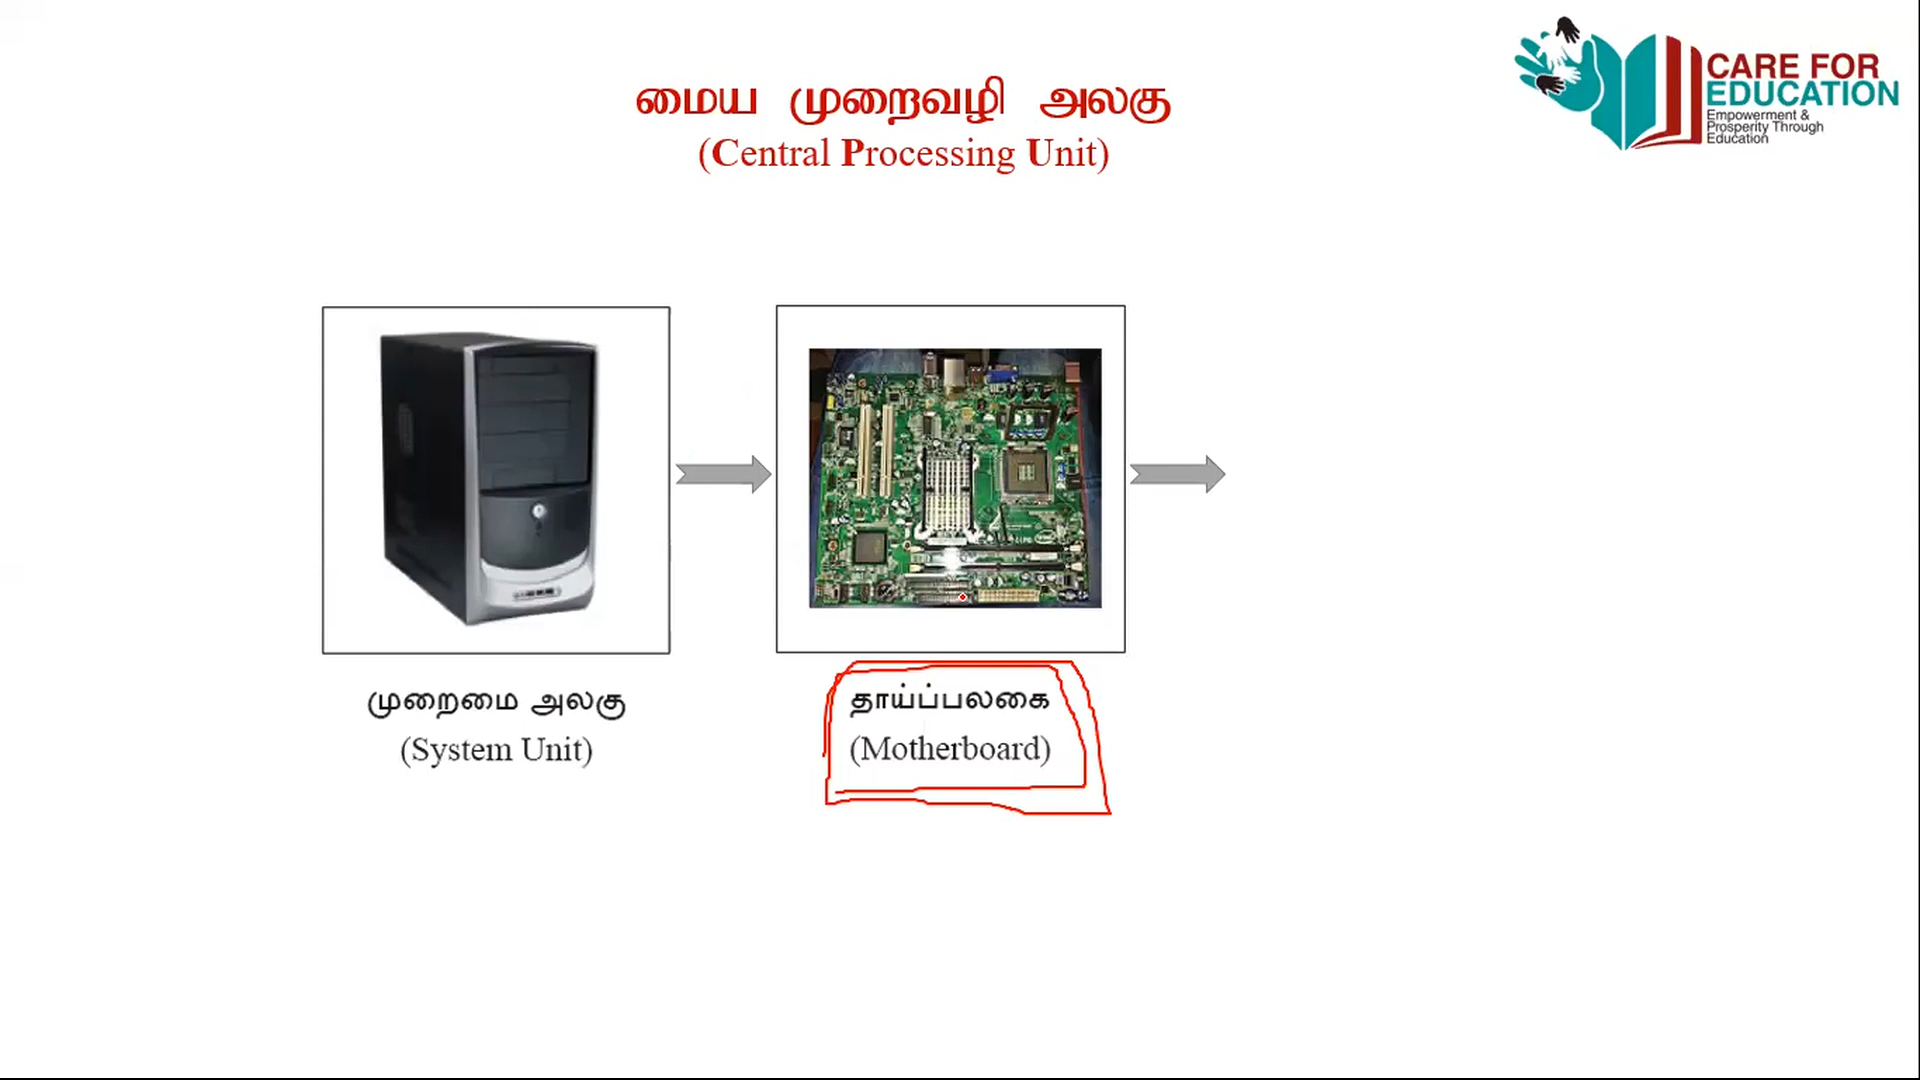 CARE FOR
EDUCATION
Empowerment &
Prosperity Through
Education
மைய முறைவழி அலகு
(Central Processing Unit)
முறைமை அலகு
(System Unit)
தாய்ப்பலகை
(Motherboard)